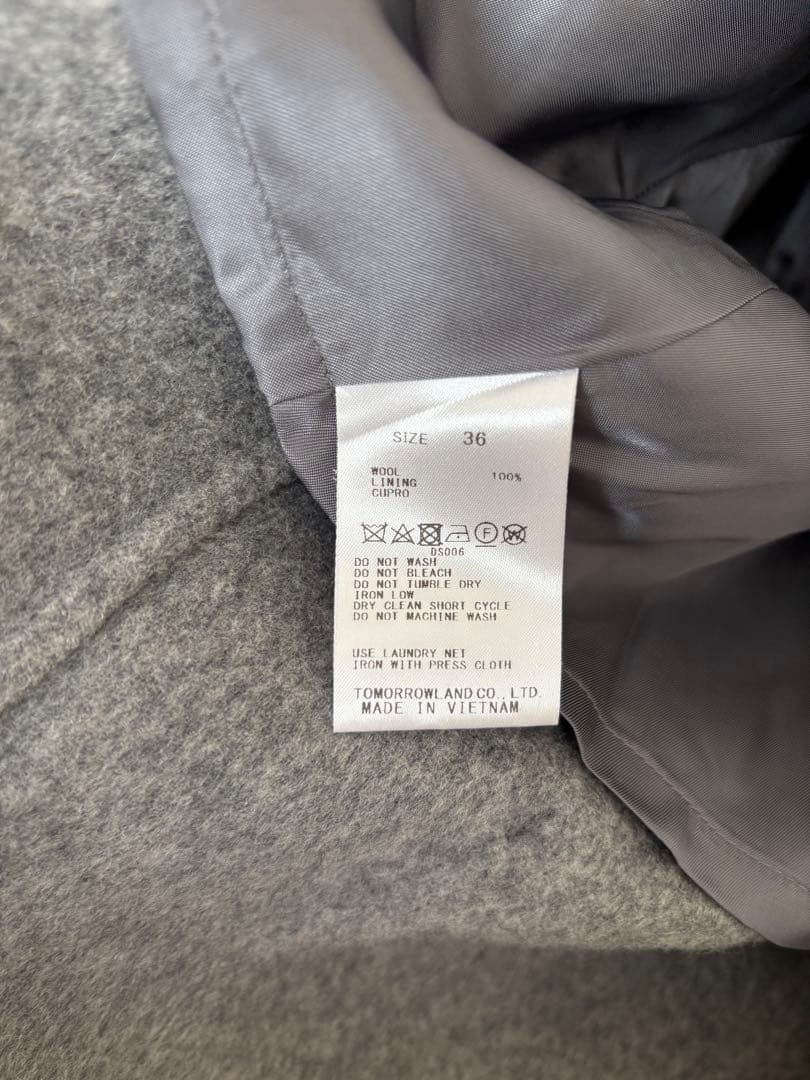 SIZE 36
WOOL 100%
LINING
CUPRO
F W
DS006
DO NOT WASH
DO NOT BLEACH
DO NOT TUMBLE DRY
IRON LOW
DRY CLEAN SHORT CYCLE
DO NOT MACHINE WASH
USE LAUNDRY NET
IRON WITH PRESS CLOTH
TOMORROWLAND CO., LTD.
MADE IN VIETNAM